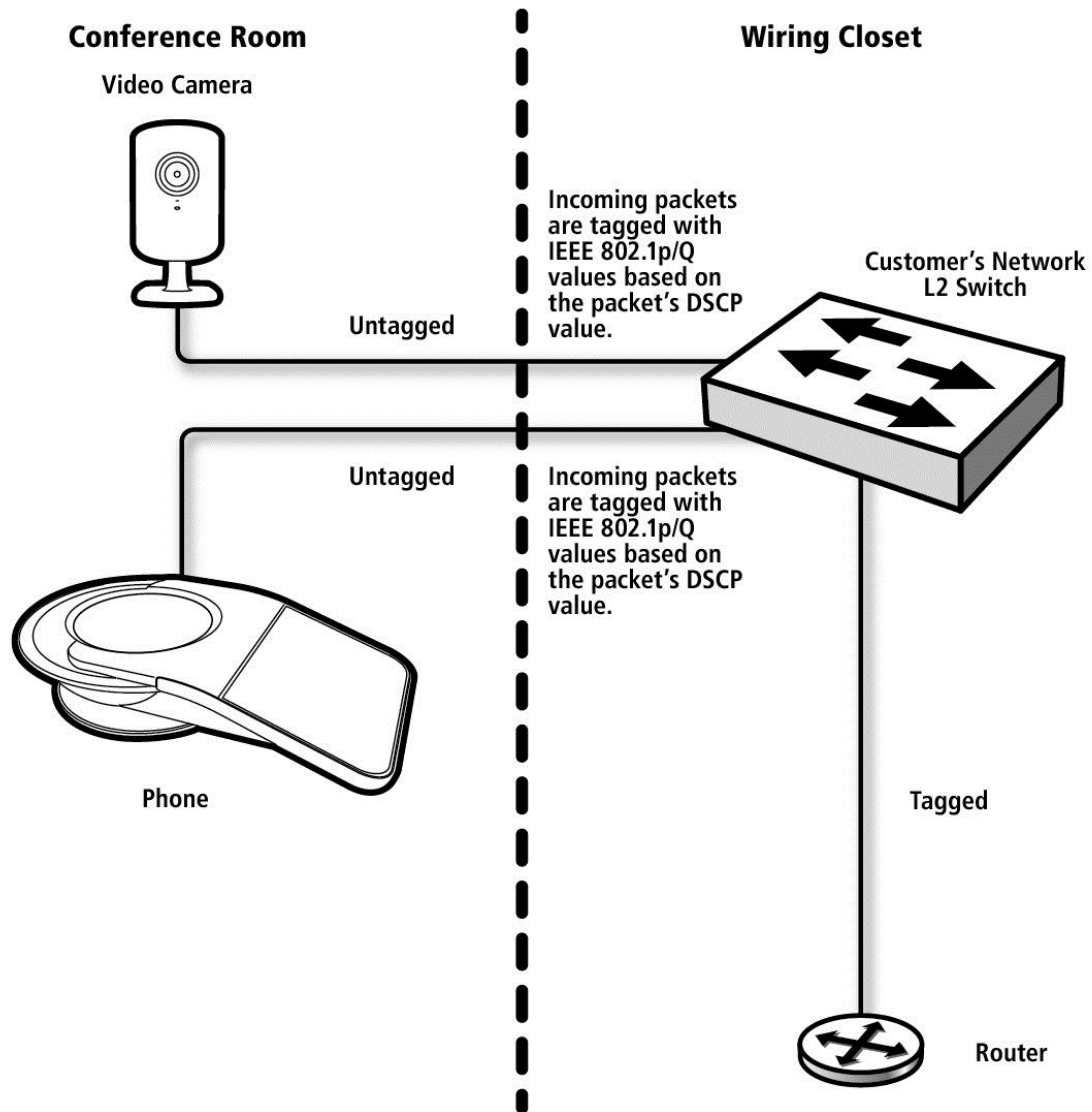 Conference Room
Wiring Closet
Video Camera
Incoming packets
are tagged with
IEEE 802.1p/Q
values based on
the packet's DSCP
value.
Customer's Network
L2 Switch
Untagged
Untagged
Incoming packets
are tagged with
IEEE 802.1p/Q
values based on
the packet's DSCP
value.
Phone
Tagged
Router